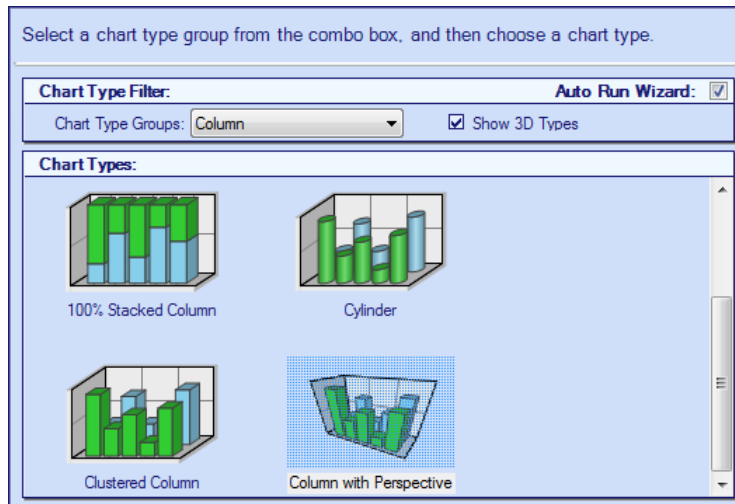 Select a chart type group from the combo box, and then choose a chart type.
Chart Type Filter: Auto Run Wizard:
Chart Type Groups: Column Show 3D Types
Chart Types:
100% Stacked Column Cylinder
Clustered Column Column with Perspective